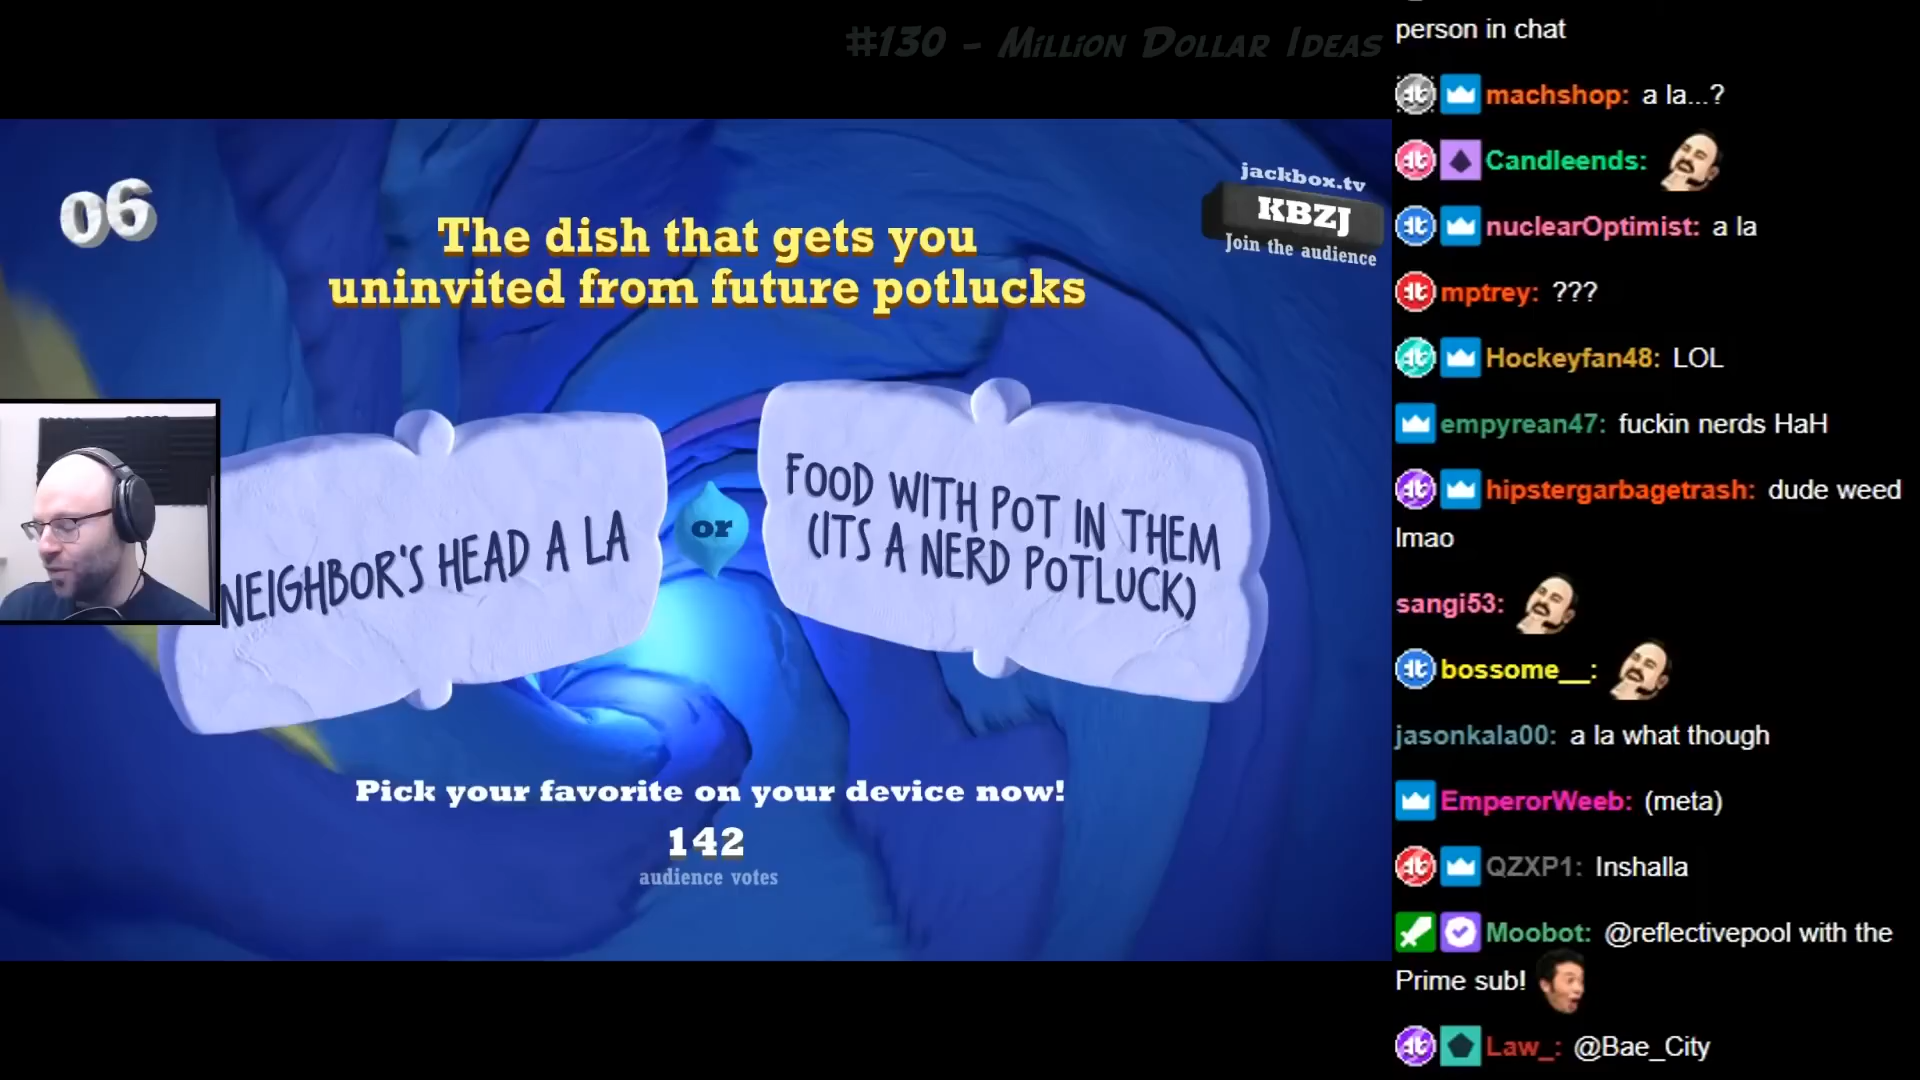 #130 - Million Dollar Ideas
06
jackbox.tv
KBZJ
Join the audience
The dish that gets you
uninvited from future potlucks
NEIGHBOR'S HEAD A LA
or
FOOD WITH POT IN THEM
(ITS A NERD POTLUCK)
Pick your favorite on your device now!
142
audience votes
person in chat
machshop: a la...?
Candleends:
nuclearOptimist: a la
mptrey: ???
Hockeyfan48: LOL
empyrean47: fuckin nerds HaH
hipstergarbagetrash: dude weed
lmao
sangi53:
bossome__:
jasonkala00: a la what though
EmperorWeeb: (meta)
QZXP1: Inshalla
Moobot: @reflectivepool with the
Prime sub!
Law_: @Bae_City